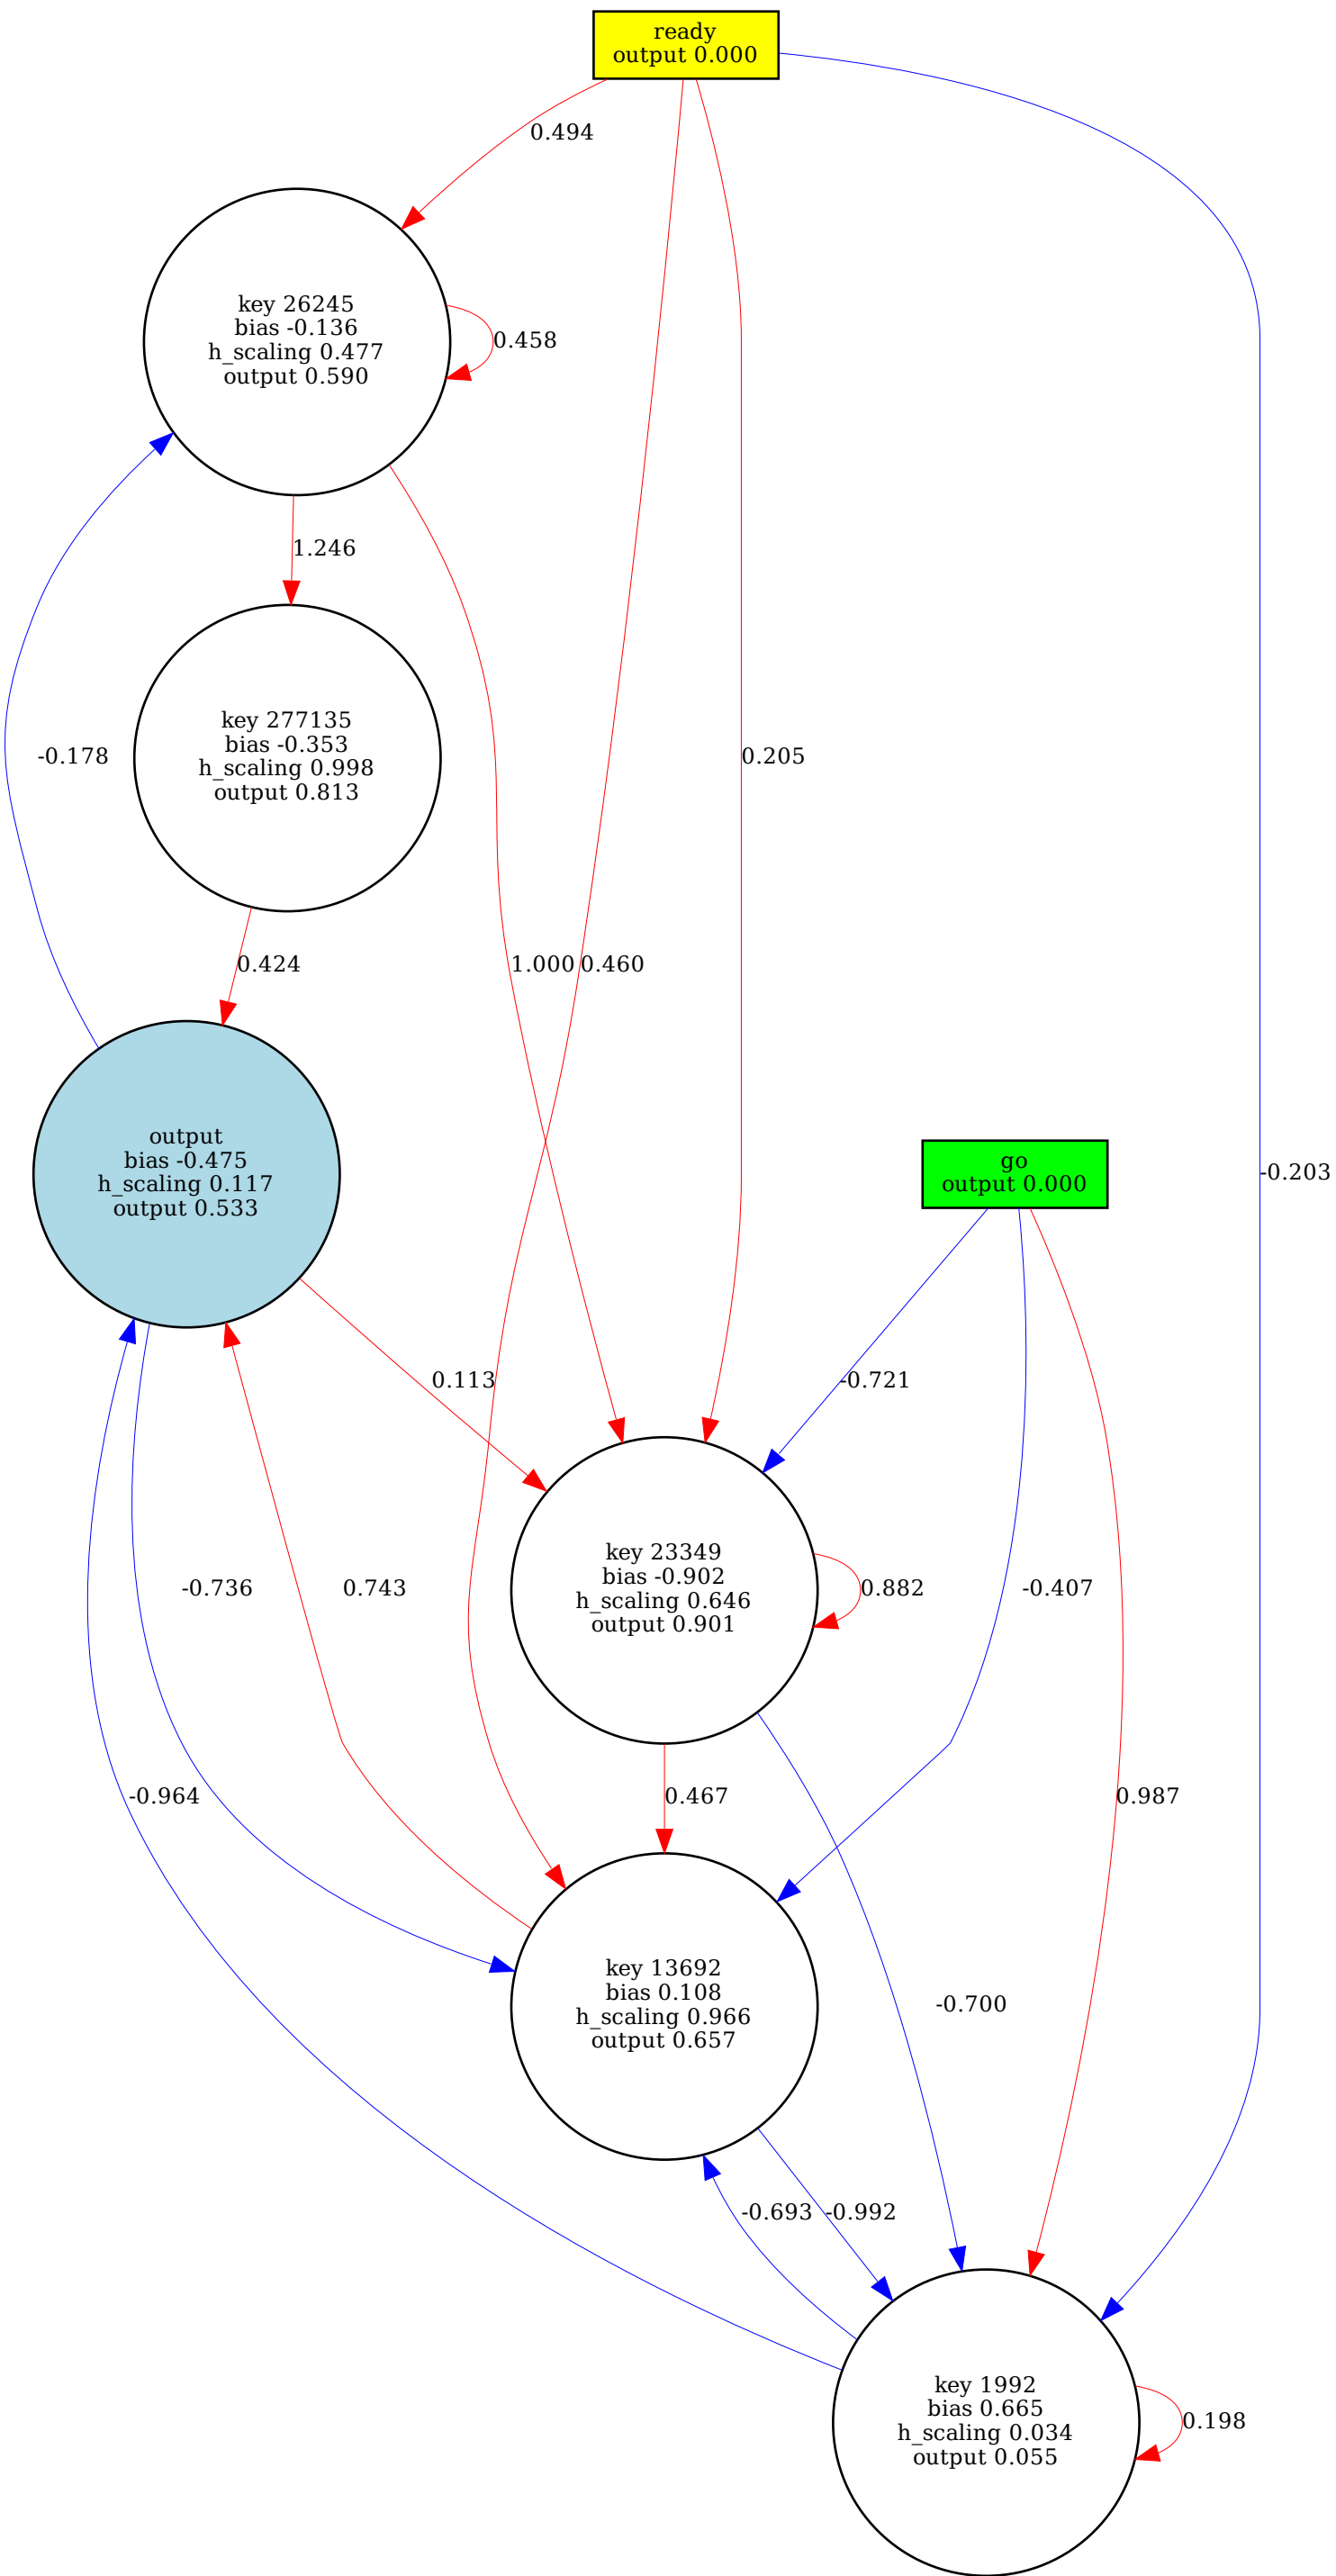 ready
output 0.000
0.494
key 26245
bias -0.136
h_scaling 0.477
output 0.590
0.458
1.246
key 277135
bias -0.353
h_scaling 0.998
output 0.813
-0.178
0.205
0.424
1.000
0.460
output
bias -0.475
h_scaling 0.117
output 0.533
go
output 0.000
-0.203
0.113
-0.721
key 23349
bias -0.902
h_scaling 0.646
output 0.901
-0.736
0.743
0.882
-0.407
-0.964
0.467
0.987
key 13692
bias 0.108
h_scaling 0.966
output 0.657
-0.700
-0.693
-0.992
key 1992
bias 0.665
h_scaling 0.034
output 0.055
0.198